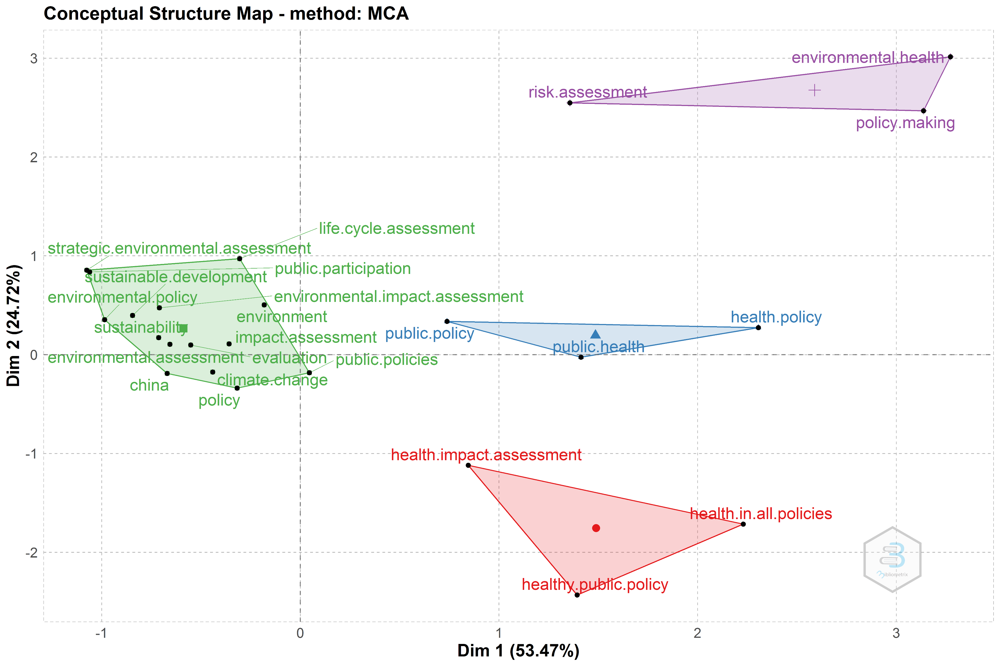 Conceptual Structure Map - method: MCA
3
environmental.health
risk.assessment
policy.making
2
life.cycle.assessment
strategic.environmental.assessment
1
public.participation
sustainable.development
environmental.policy
environmental.impact.assessment
environment
health.policy
sustainability
public.policy
impact.assessment
public.health
0
environmental.assessment
evaluation
public.policies
climate.change
china
policy
Dim 2 (24.72%)
-1
health.impact.assessment
health.in.all.policies
-2
Bibliometrix
healthy.public.policy
-1
0
1
2
3
Dim 1 (53.47%)